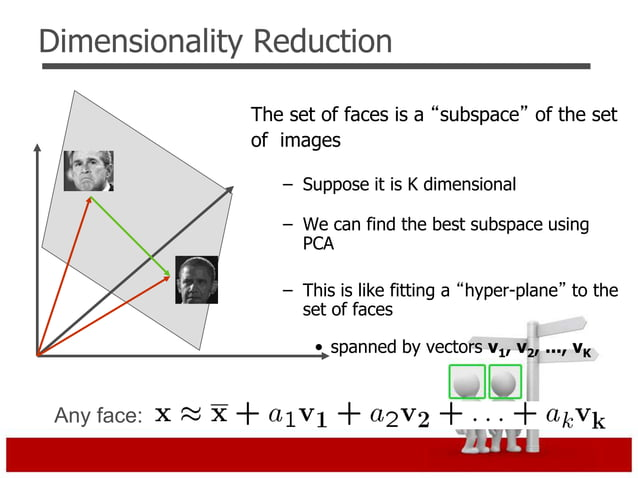 Dimensionality Reduction
The set of faces is a “subspace” of the set
of images
– Suppose it is K dimensional
– We can find the best subspace using
PCA
– This is like fitting a “hyper-plane” to the
set of faces
• spanned by vectors v₁, v₂, ..., v_K
Any face: x ≈ x̅ + a₁v₁ + a₂v₂ + . . . + aₖvₖ